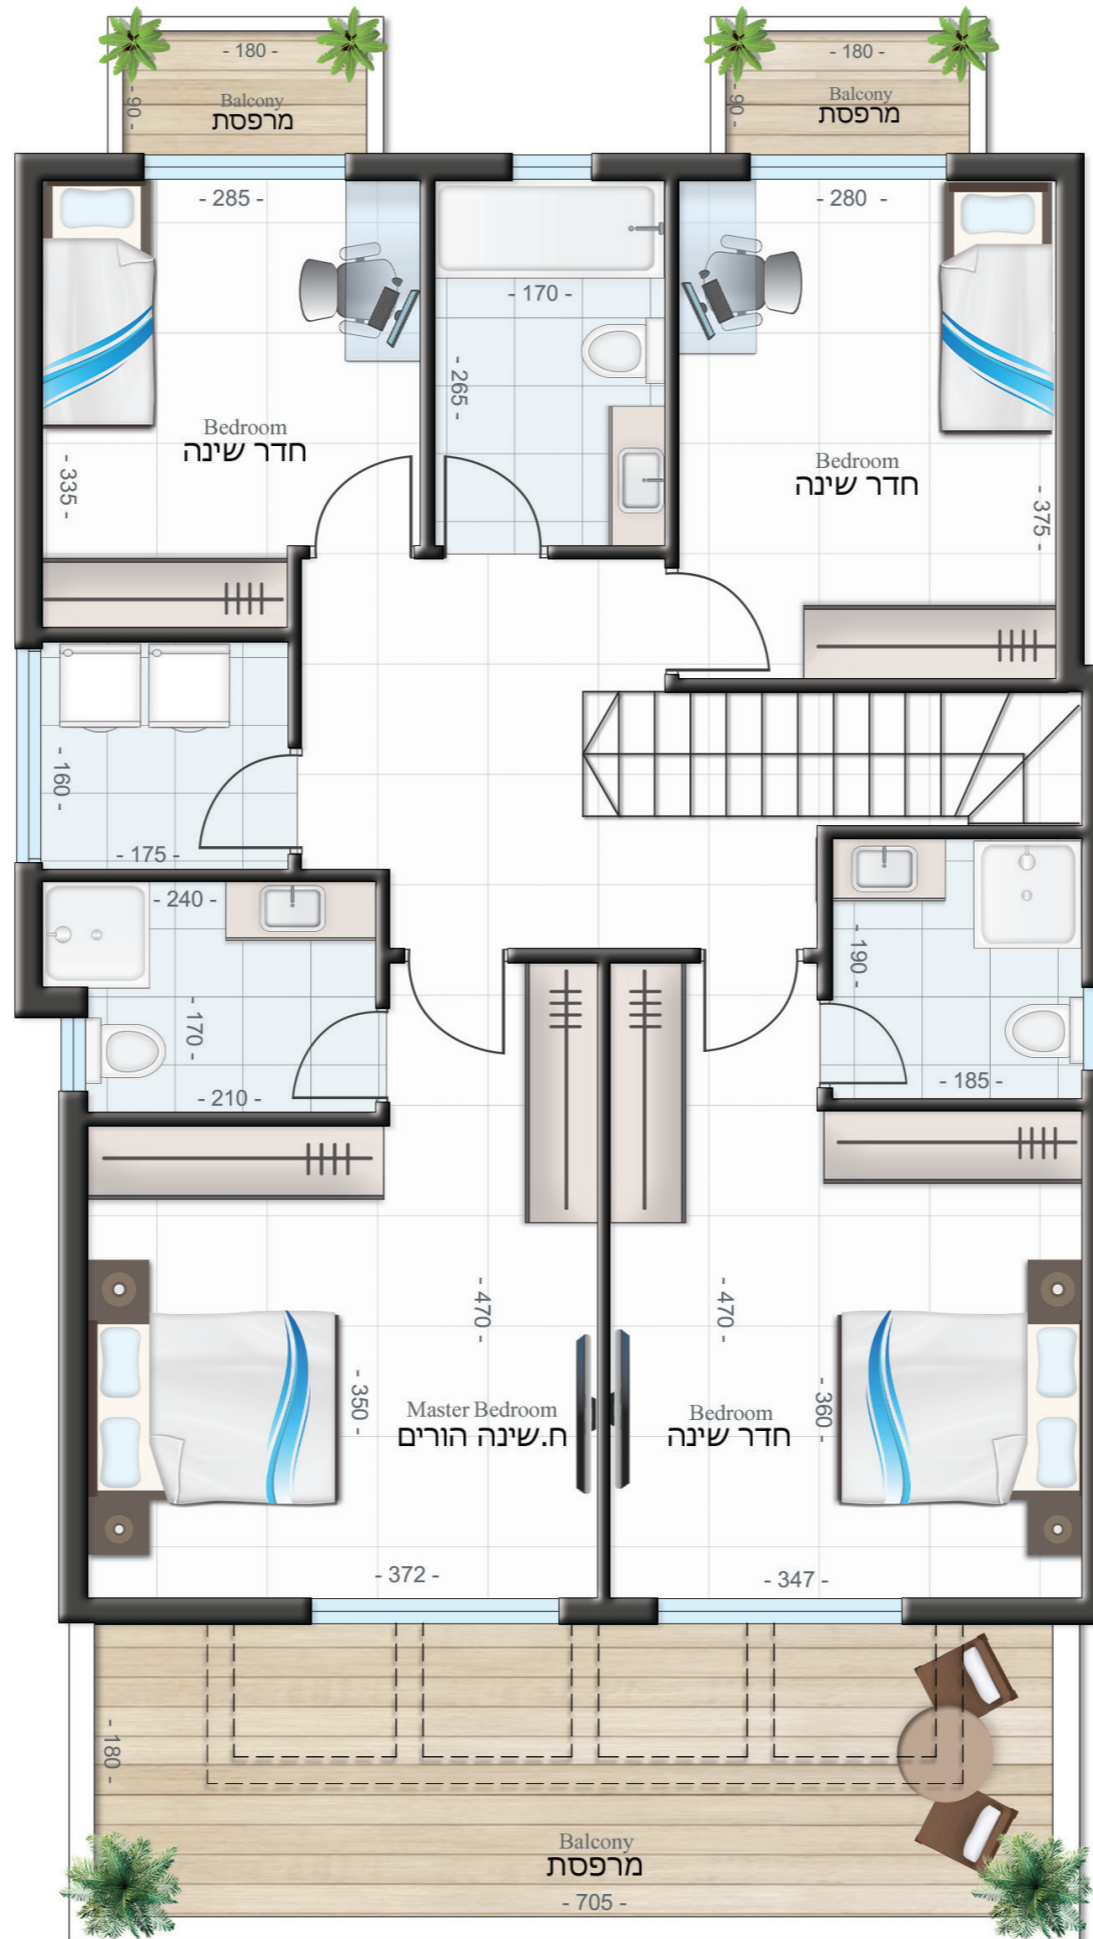 - 180 -
- 180 -
- 90 -
- 90 -
Balcony
מרפסת
Balcony
מרפסת
- 285 -
- 280 -
- 170 -
- 265 -
Bedroom
חדר שינה
Bedroom
חדר שינה
- 335 -
- 375 -
- 160 -
- 175 -
- 240 -
- 190 -
- 170 -
- 210 -
- 185 -
- 470 -
- 470 -
- 350 -
- 360 -
Master Bedroom
ח.שינה הורים
Bedroom
חדר שינה
- 372 -
- 347 -
- 180 -
Balcony
מרפסת
- 705 -